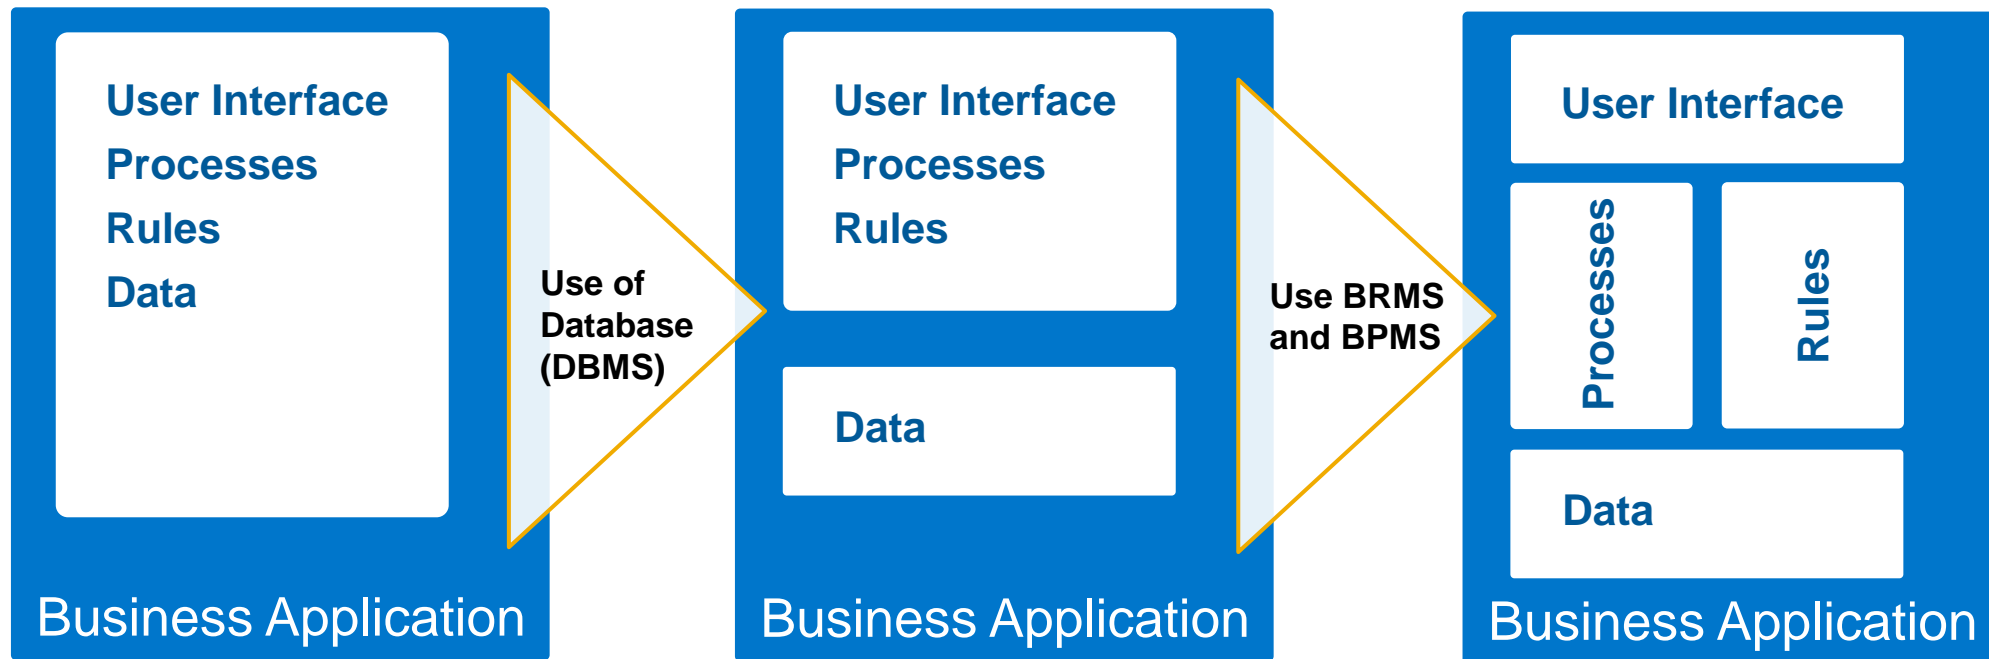 User Interface
Processes
Rules
Data
Business Application
Use of
Database
(DBMS)
User Interface
Processes
Rules
Data
Business Application
Use BRMS
and BPMS
User Interface
Processes
Rules
Data
Business Application